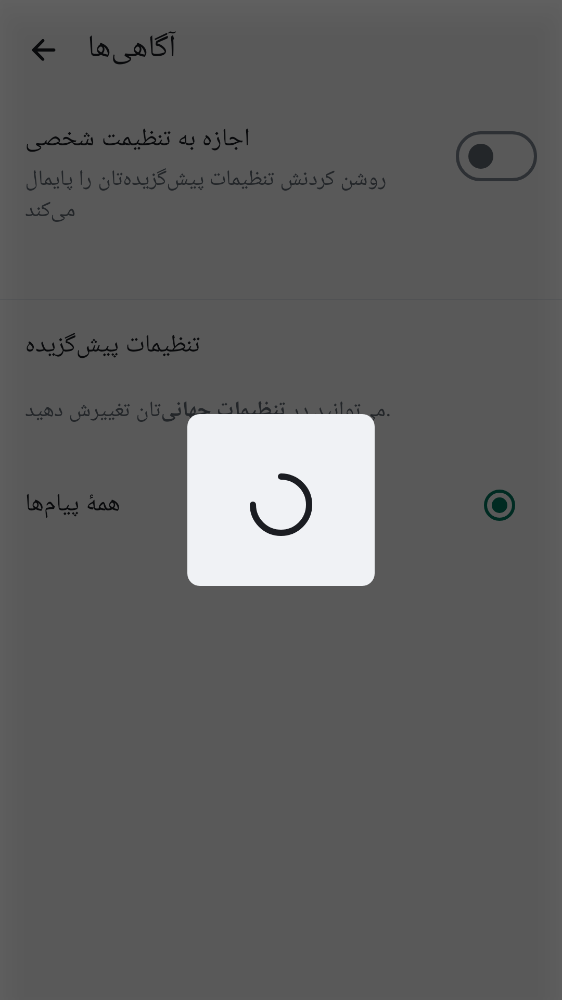 آگاهی‌ها
اجازه به تنظیمت شخصی
روشن کردنش تنظیمات پیش‌گزیده‌تان را پایمال
می‌کند
تنظیمات پیش‌گزیده
می‌توانید در تنظیمات جهانی‌تان تغییرش دهید.
همهٔ پیام‌ها